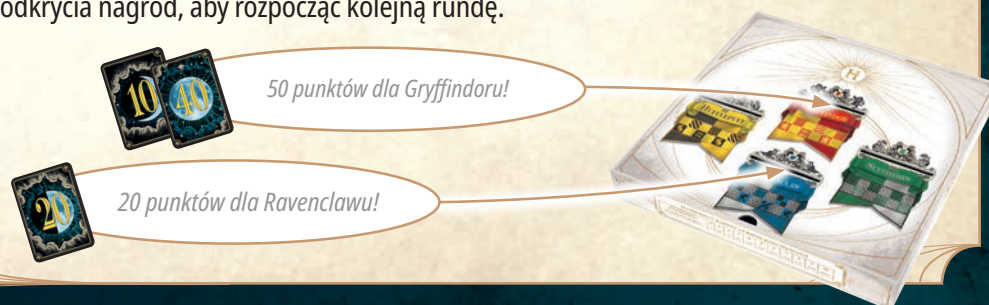 odkrycia nagród, aby rozpocząć kolejną rundę.
10 40
50 punktów dla Gryffindoru!
20
20 punktów dla Ravenclawu!
H